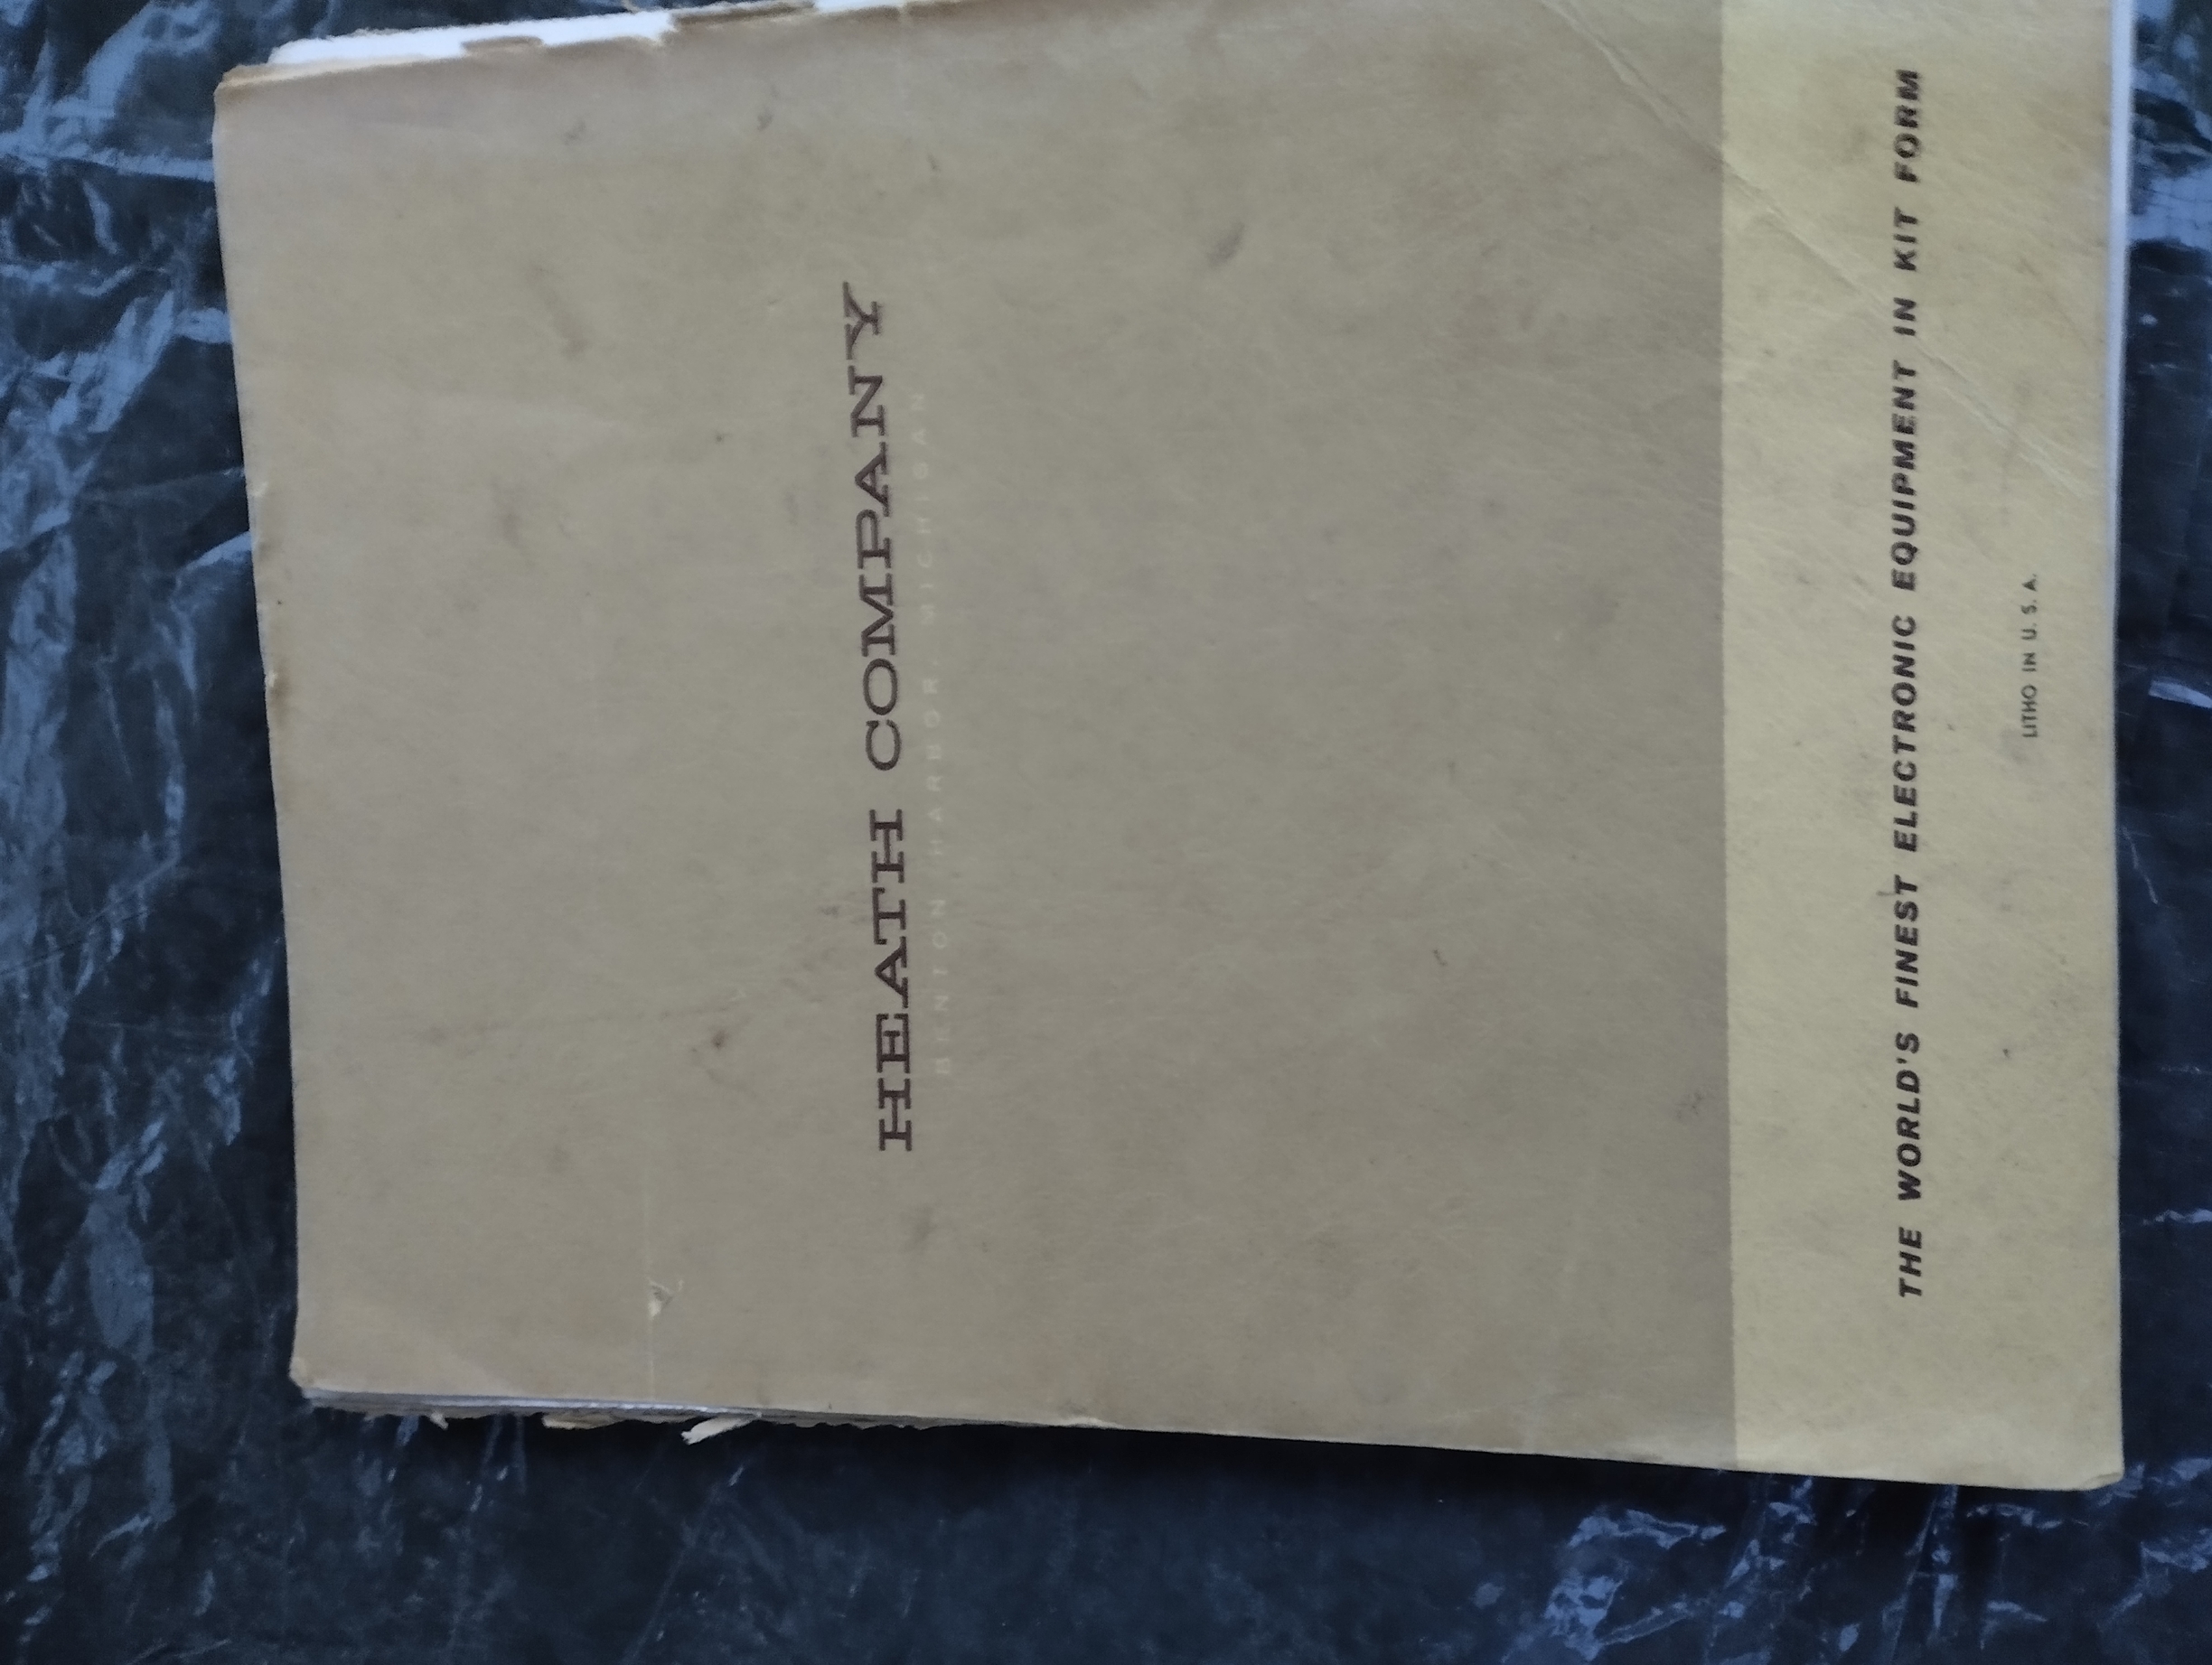 HEATH COMPANY
BENTON HARBOR, MICHIGAN
THE WORLD'S FINEST ELECTRONIC EQUIPMENT IN KIT FORM
LITHO IN U. S. A.